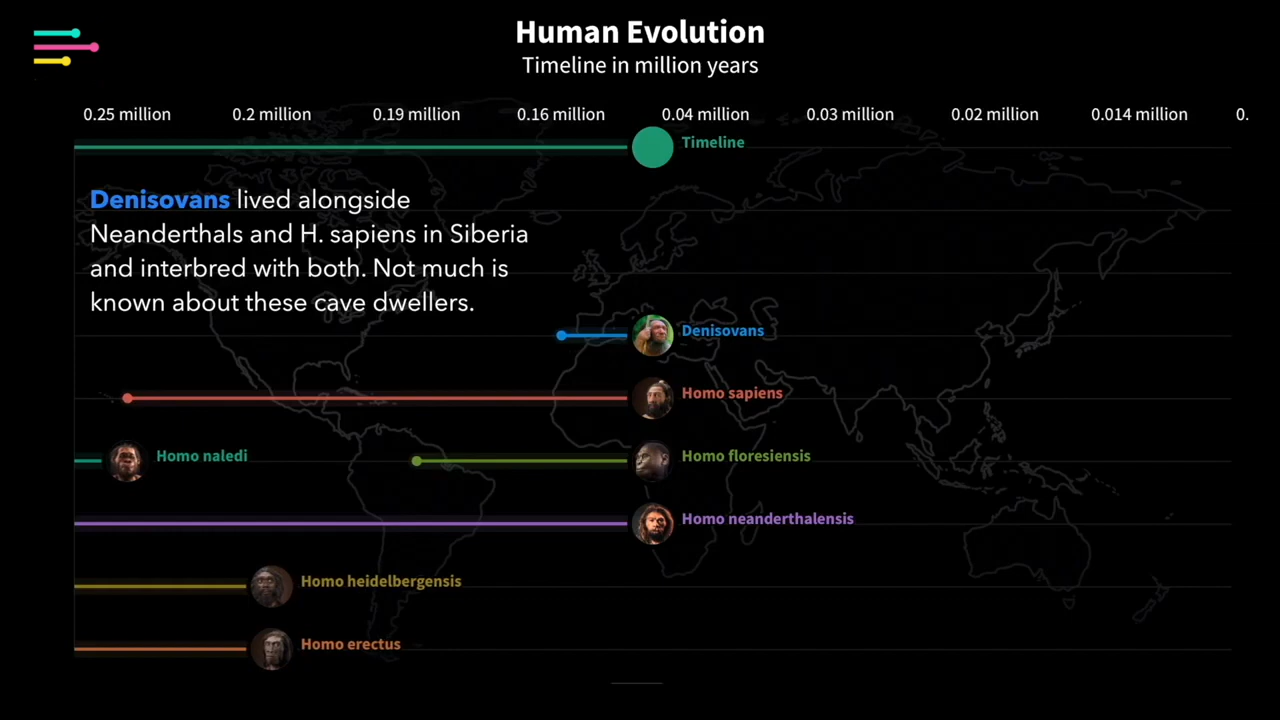 Human Evolution
Timeline in million years
0.25 million 0.2 million 0.19 million 0.16 million 0.04 million 0.03 million 0.02 million 0.014 million 0.
Timeline
Denisovans lived alongside
Neanderthals and H. sapiens in Siberia
and interbred with both. Not much is
known about these cave dwellers.
Denisovans
Homo sapiens
Homo naledi Homo floresiensis
Homo neanderthalensis
Homo heidelbergensis
Homo erectus